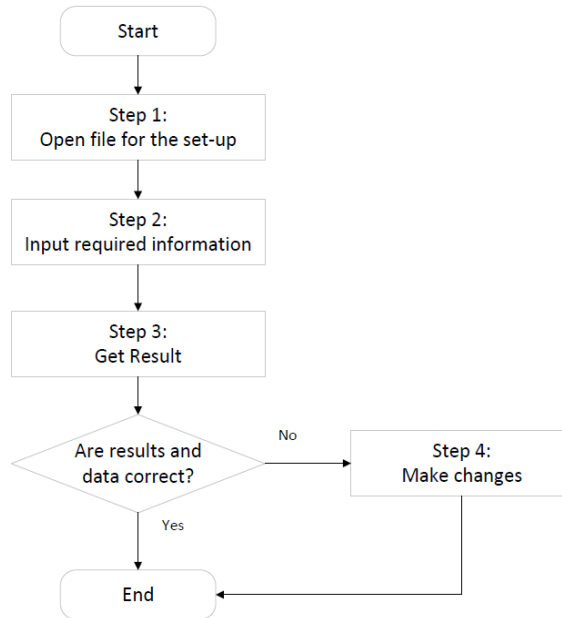 Start
Step 1:
Open file for the set-up
Step 2:
Input required information
Step 3:
Get Result
Are results and
data correct?
No
Step 4:
Make changes
Yes
End